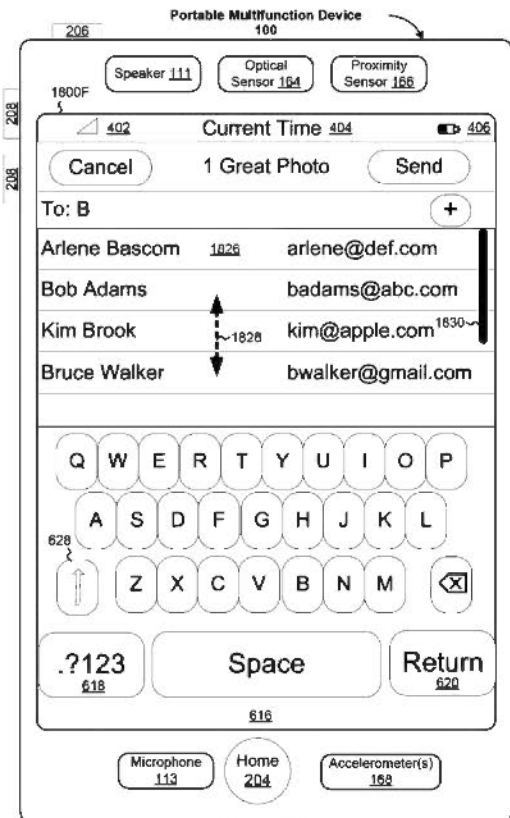 Portable Multifunction Device
100
206
Speaker 111
Optical
Sensor 164
Proximity
Sensor 166
1800F
208
208
402
Current Time 404
406
Cancel
1 Great Photo
Send
To: B
+
Arlene Bascom 1826 arlene@def.com
Bob Adams badams@abc.com
Kim Brook 1828 kim@apple.com 1830
Bruce Walker bwalker@gmail.com
Q W E R T Y U I O P
A S D F G H J K L
628
Z X C V B N M
.?123
618
Space
Return
620
616
Microphone
113
Home
204
Accelerometer(s)
168